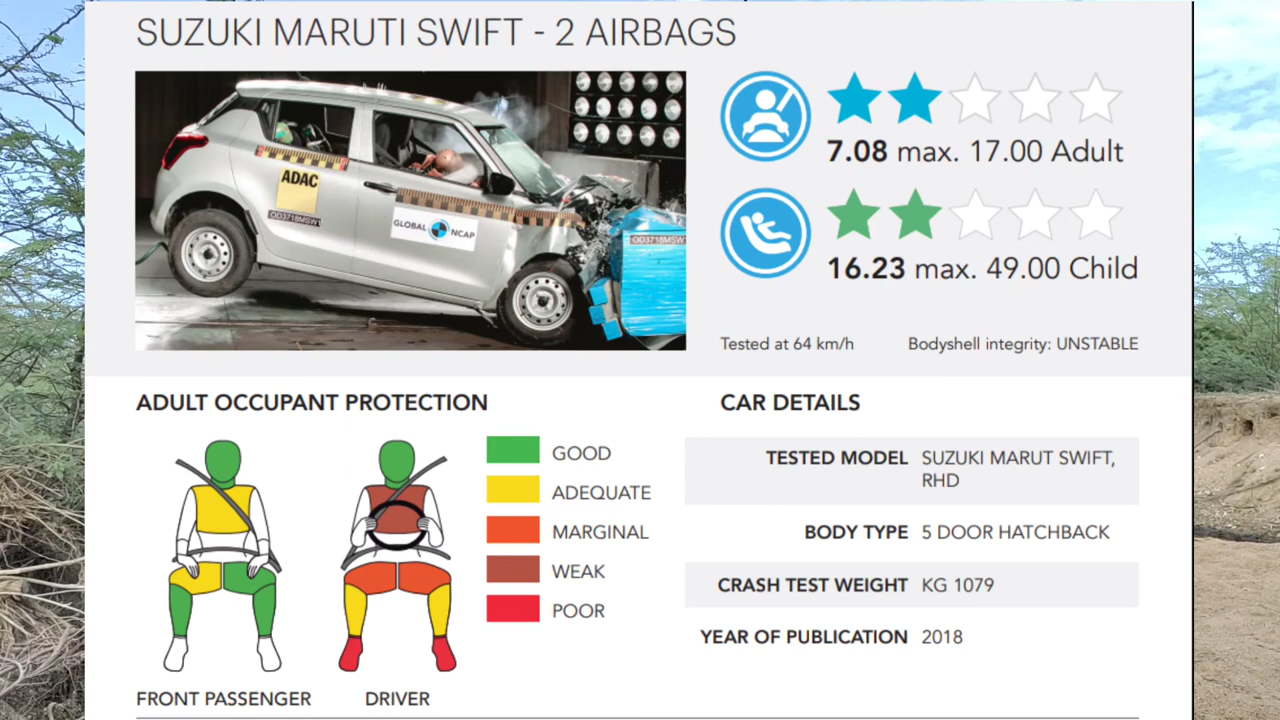 SUZUKI MARUTI SWIFT - 2 AIRBAGS
ADAC
OD3718MSW1
GLOBAL NCAP
OD3718MSW1
7.08 max. 17.00 Adult
16.23 max. 49.00 Child
Tested at 64 km/h
Bodyshell integrity: UNSTABLE
ADULT OCCUPANT PROTECTION
GOOD
ADEQUATE
MARGINAL
WEAK
POOR
FRONT PASSENGER
DRIVER
CAR DETAILS
TESTED MODEL SUZUKI MARUT SWIFT,
RHD
BODY TYPE 5 DOOR HATCHBACK
CRASH TEST WEIGHT KG 1079
YEAR OF PUBLICATION 2018